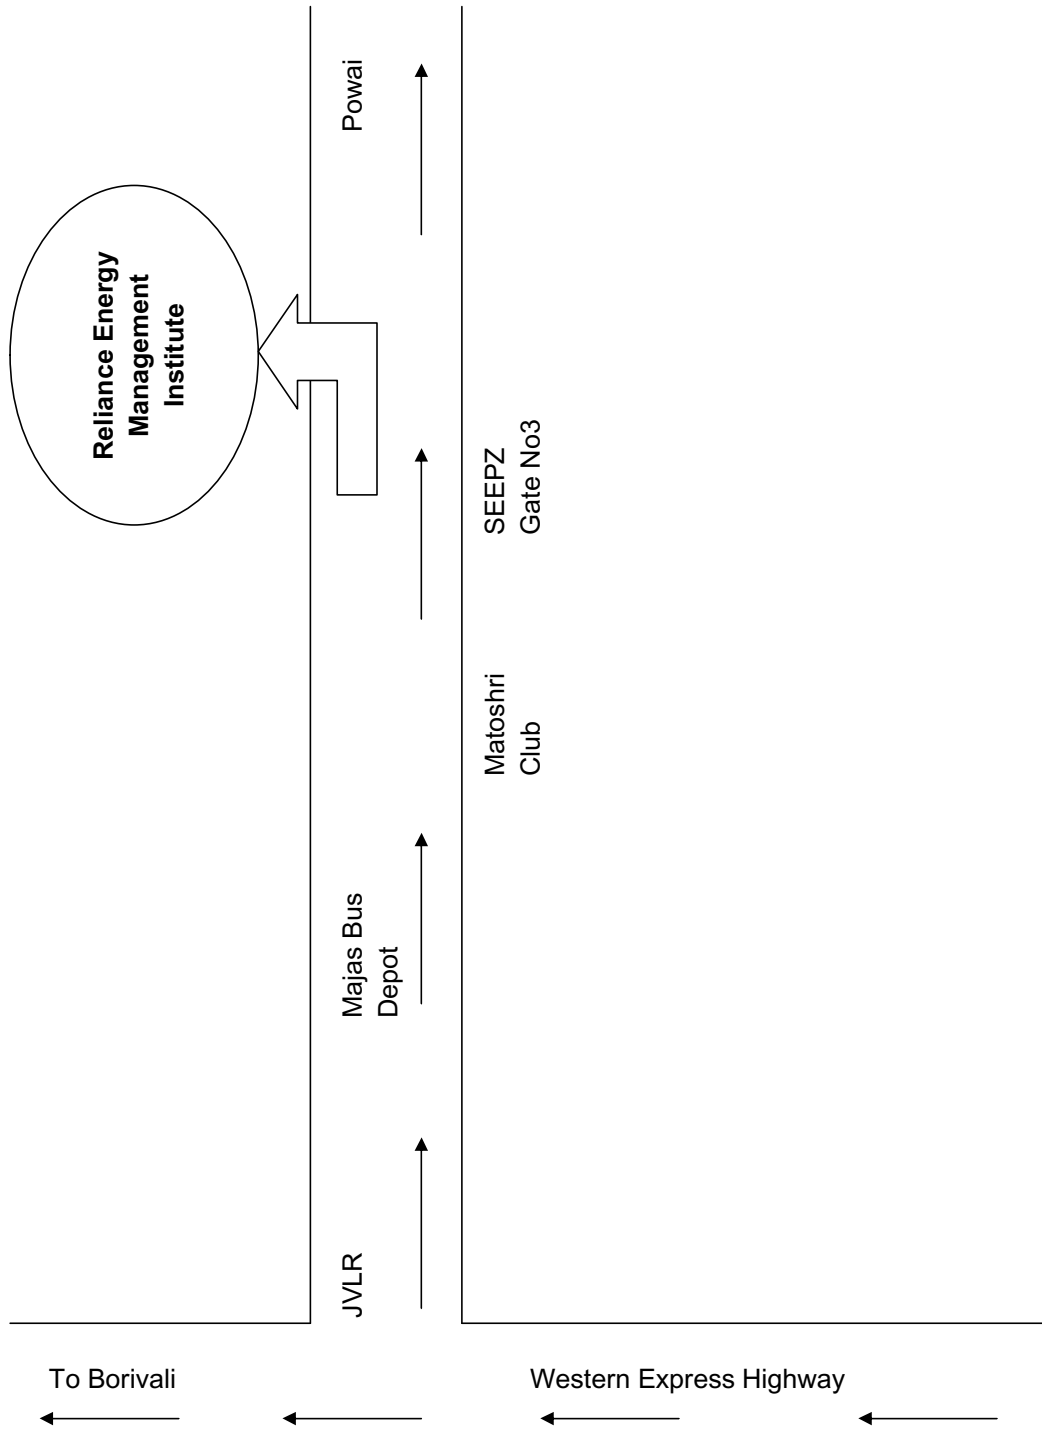 Reliance Energy
Management
Institute
Powai
SEEPZ
Gate No3
Matoshri
Club
Majas Bus
Depot
JVLR
To Borivali
Western Express Highway